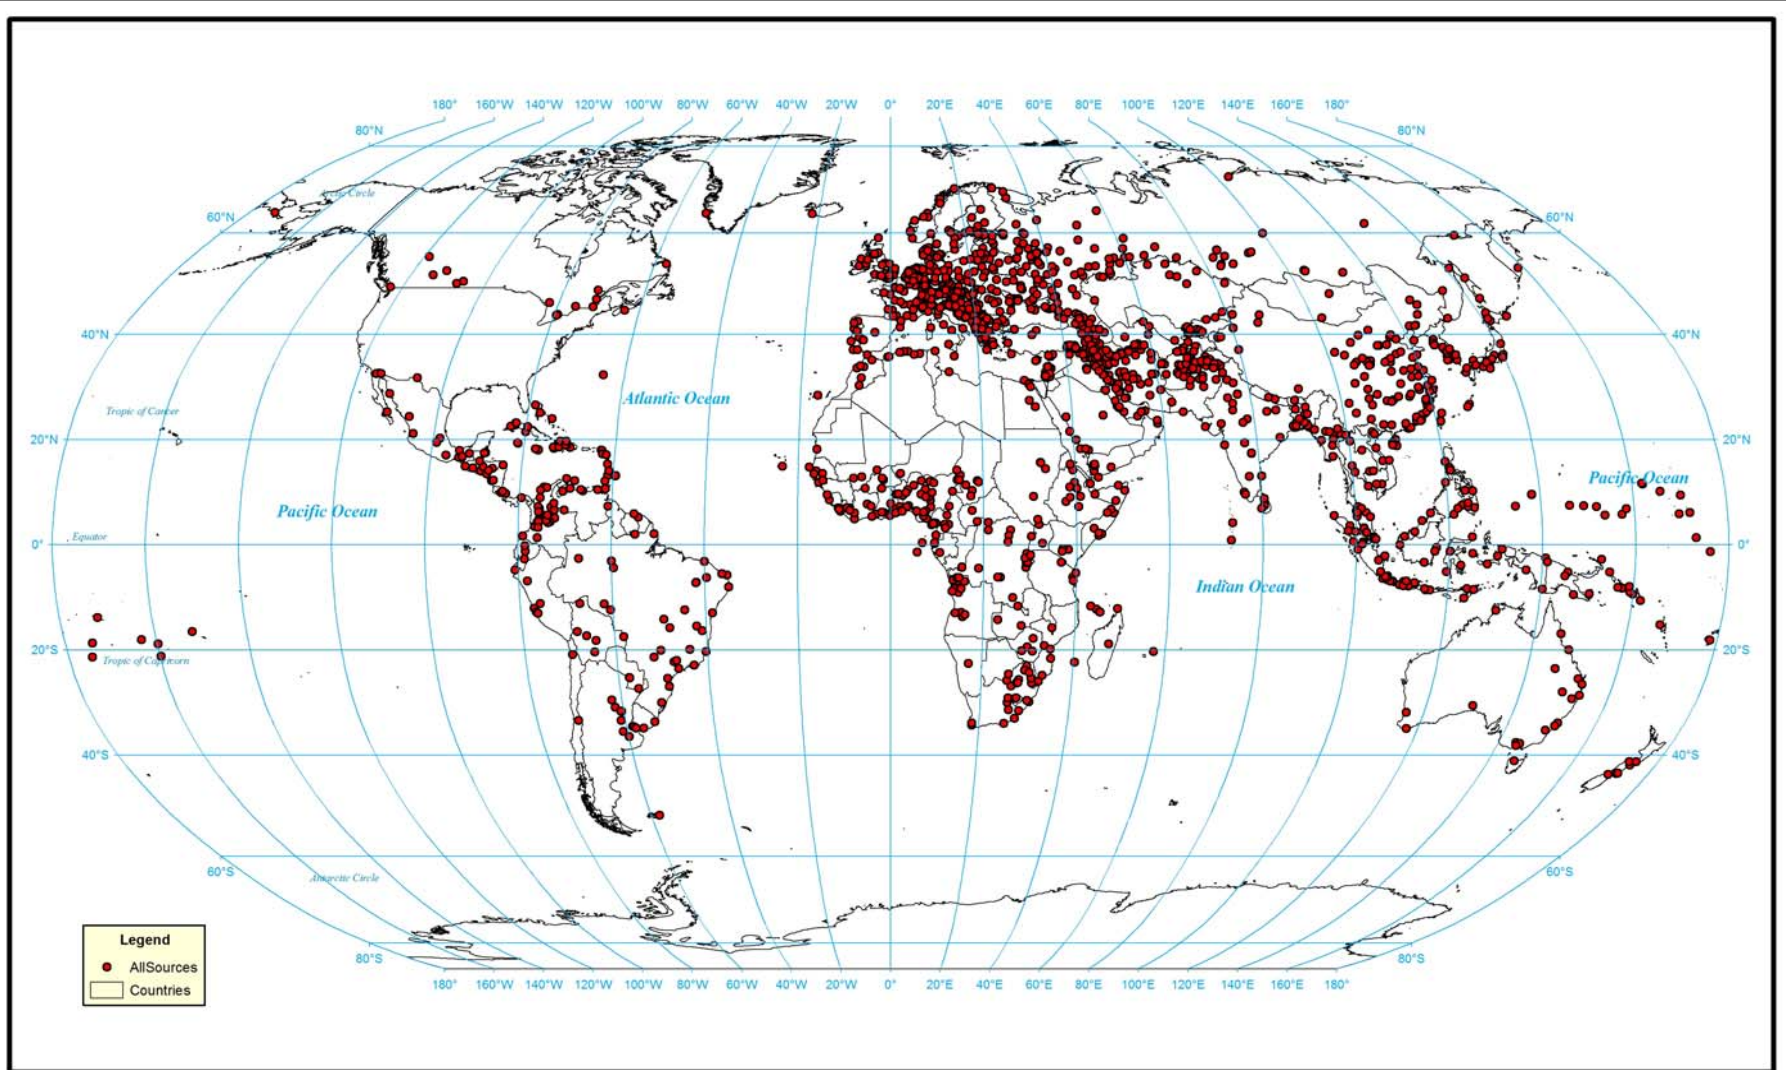 180° 160°W 140°W 120°W 100°W 80°W 60°W 40°W 20°W 0° 20°E 40°E 60°E 80°E 100°E 120°E 140°E 160°E 180°
80°N 80°N
Arctic Circle
60°N 60°N
40°N 40°N
Atlantic Ocean
Tropic of Cancer
20°N 20°N
Pacific Ocean
Pacific Ocean
Equator
0° 0°
Indian Ocean
20°S 20°S
Tropic of Capricorn
40°S 40°S
60°S 60°S
Antarctic Circle
80°S 80°S
180° 160°W 140°W 120°W 100°W 80°W 60°W 40°W 20°W 0° 20°E 40°E 60°E 80°E 100°E 120°E 140°E 160°E 180°
Legend
AllSources
Countries